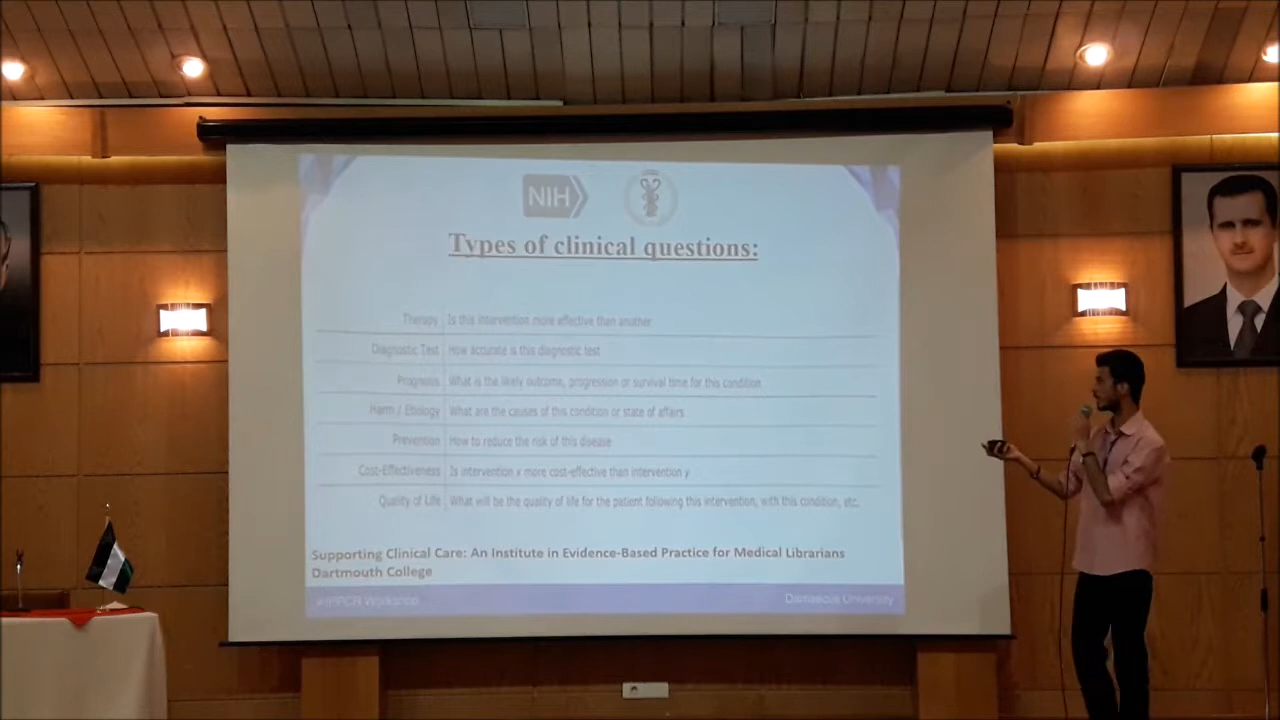 NIH
Types of clinical questions:
Therapy Is this intervention more effective than another
Diagnostic Test How accurate is this diagnostic test
Prognosis What is the likely outcome, progression or survival time for this condition
Harm / Etiology What are the causes of this condition or state of affairs
Prevention How to reduce the risk of this disease
Cost-Effectiveness Is intervention x more cost-effective than intervention y
Quality of Life What will be the quality of life for the patient following this intervention, with this condition, etc.
Supporting Clinical Care: An Institute in Evidence-Based Practice for Medical Librarians
Dartmouth College
Workshop Damascus University